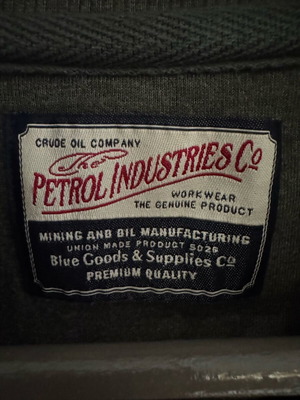 CRUDE OIL COMPANY
The
PETROL INDUSTRIES Co
WORKWEAR
THE GENUINE PRODUCT
MINING AND OIL MANUFACTURING
UNION MADE PRODUCT SD26
Blue Goods & Supplies Co
PREMIUM QUALITY